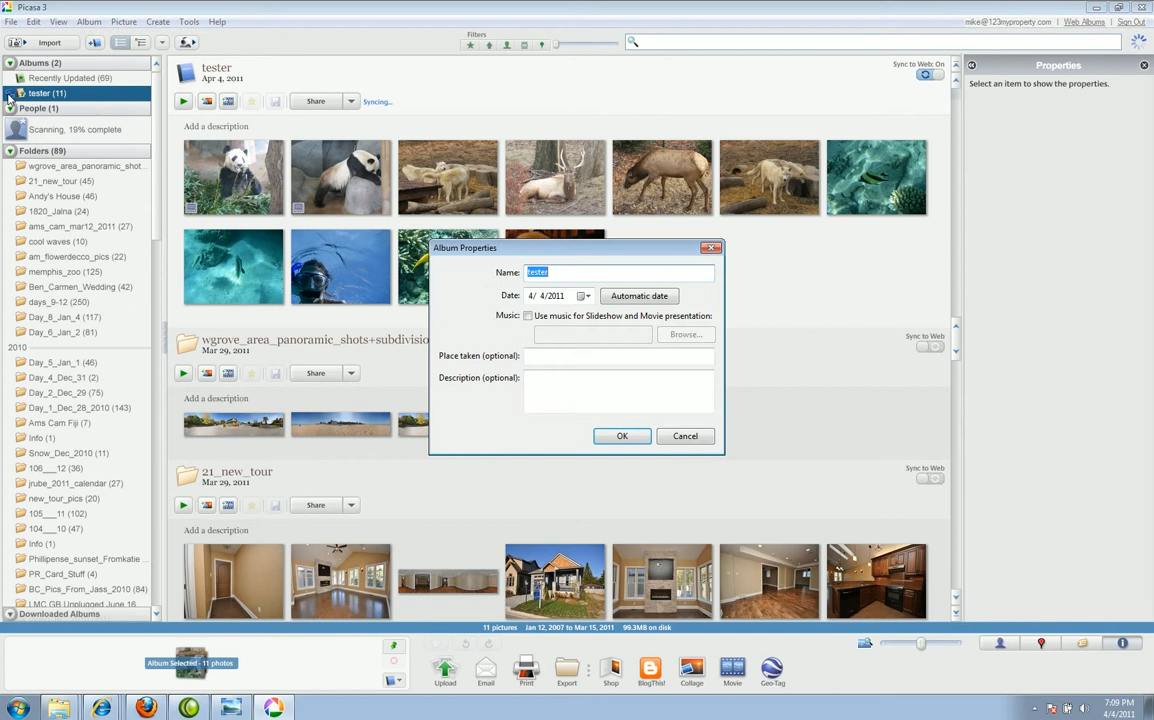 Picasa 3
File Edit View Album Picture Create Tools Help
mike@123myproperty.com | Web Albums | Sign Out
Import
Filters
Albums (2)
Recently Updated (69)
tester (11)
People (1)
Scanning, 19% complete
Folders (89)
wgrove_area_panoramic_shot...
21_new_tour (45)
Andy's House (46)
1820_Jalna (24)
ams_cam_mar12_2011 (27)
cool waves (10)
am_flowerdecco_pics (22)
memphis_zoo (125)
Ben_Carmen_Wedding (42)
days_9-12 (250)
Day_8_Jan_4 (117)
Day_6_Jan_2 (81)
2010
Day_5_Jan_1 (46)
Day_4_Dec_31 (2)
Day_2_Dec_29 (75)
Day_1_Dec_28_2010 (143)
Ams Cam Fiji (7)
Info (1)
Snow_Dec_2010 (11)
106___12 (36)
jrube_2011_calendar (27)
new_tour_pics (20)
105___11 (102)
104___10 (47)
Info (1)
Phillipense_sunset_Fromkatie ...
PR_Card_Stuff (4)
BC_Pics_From_Jass_2010 (84)
LMC GB Unplugged June 16
Downloaded Albums
tester
Apr 4, 2011
Sync to Web: On
Share
Syncing...
Add a description
wgrove_area_panoramic_shots+subdivisio
Mar 29, 2011
Share
Add a description
21_new_tour
Mar 29, 2011
Sync to Web
Share
Add a description
Album Properties
Name: tester
Date: 4/ 4/2011 Automatic date
Music: Use music for Slideshow and Movie presentation:
Browse...
Place taken (optional):
Description (optional):
OK Cancel
Properties
Select an item to show the properties.
11 pictures Jan 12, 2007 to Mar 15, 2011 99.3MB on disk
Album Selected - 11 photos
Upload Email Print Export Shop BlogThis! Collage Movie Geo-Tag
7:09 PM
4/4/2011